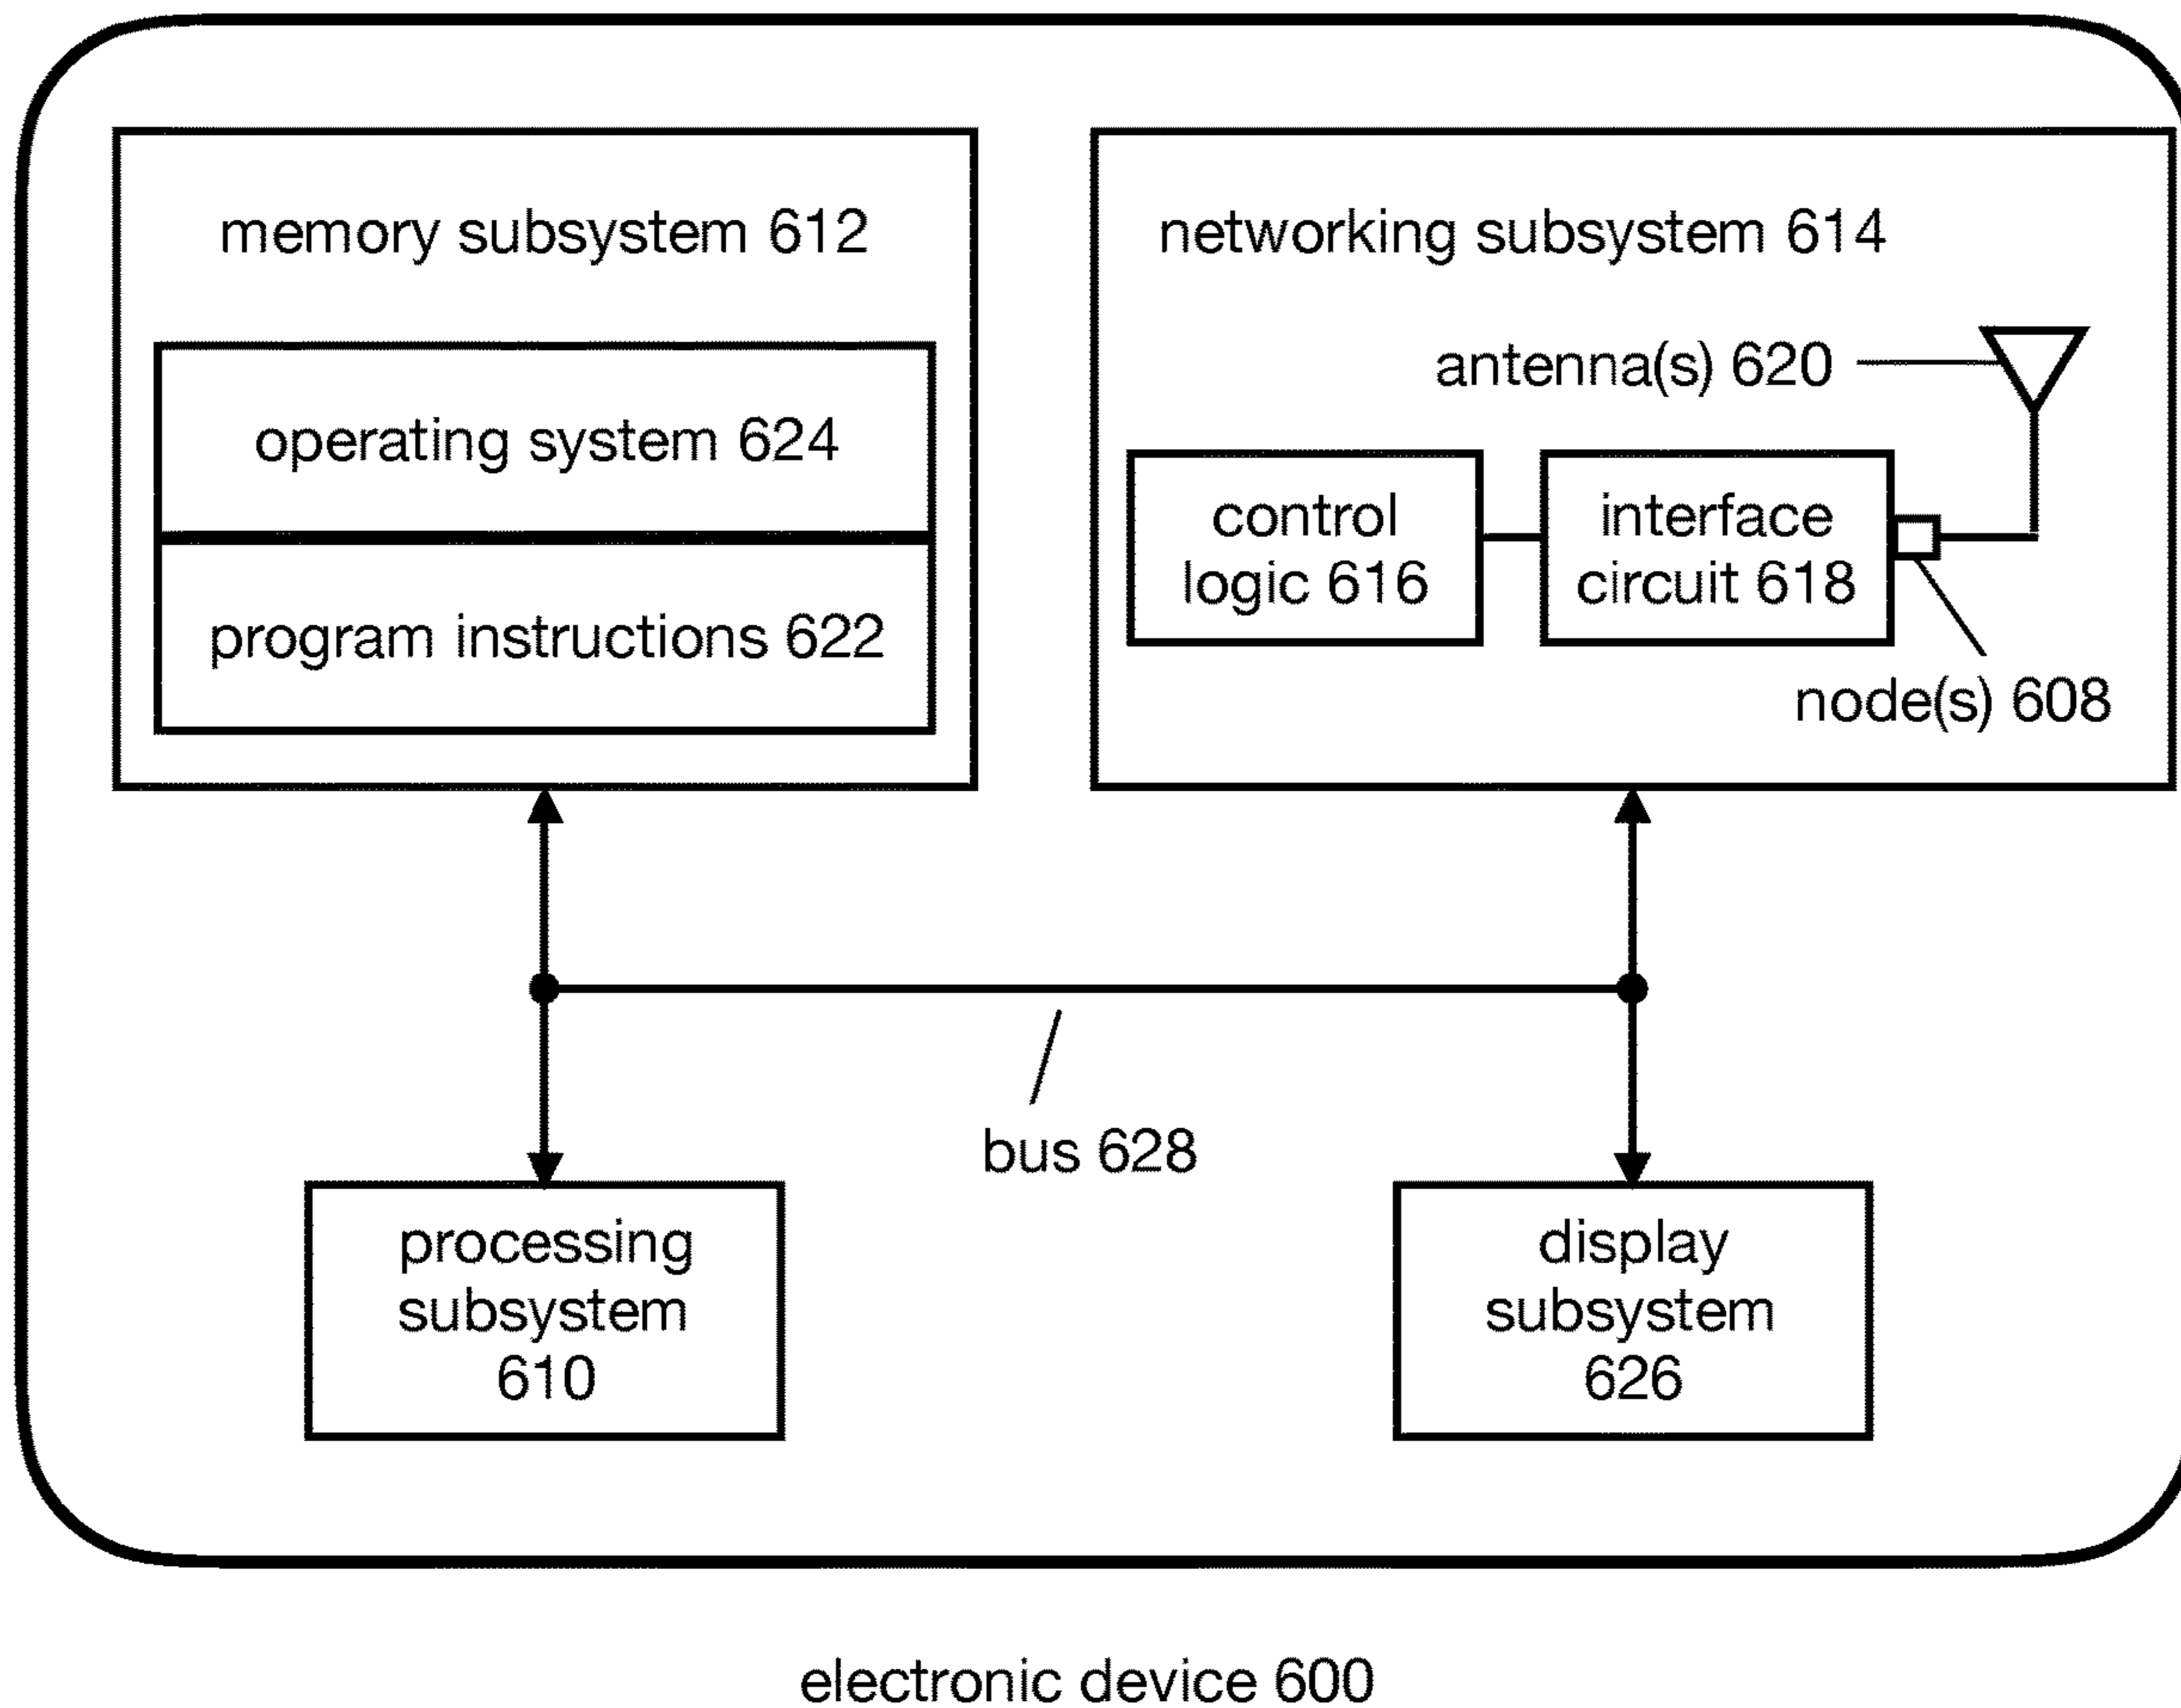 memory subsystem 612
operating system 624
program instructions 622
networking subsystem 614
antenna(s) 620
control
logic 616
interface
circuit 618
node(s) 608
bus 628
processing
subsystem
610
display
subsystem
626
electronic device 600